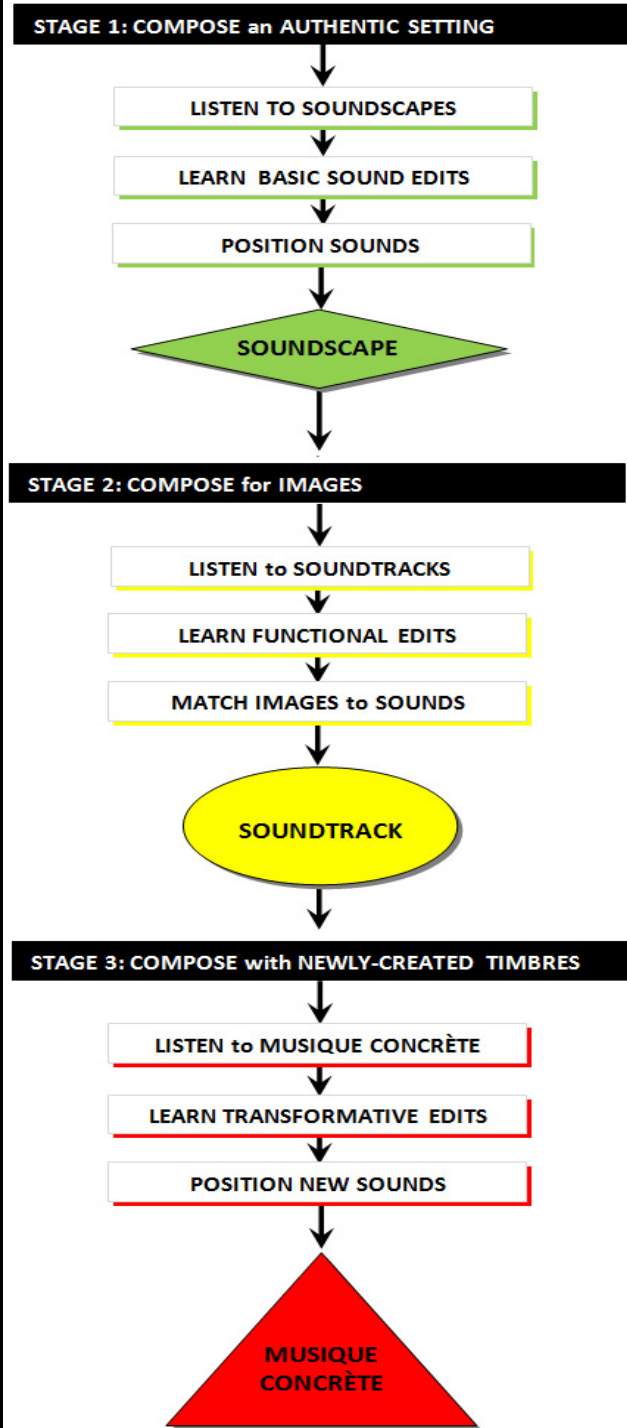 STAGE 1: COMPOSE an AUTHENTIC SETTING
LISTEN TO SOUNDSCAPES
LEARN BASIC SOUND EDITS
POSITION SOUNDS
SOUNDSCAPE
STAGE 2: COMPOSE for IMAGES
LISTEN to SOUNDTRACKS
LEARN FUNCTIONAL EDITS
MATCH IMAGES to SOUNDS
SOUNDTRACK
STAGE 3: COMPOSE with NEWLY-CREATED TIMBRES
LISTEN to MUSIQUE CONCRÈTE
LEARN TRANSFORMATIVE EDITS
POSITION NEW SOUNDS
MUSIQUE
CONCRÈTE